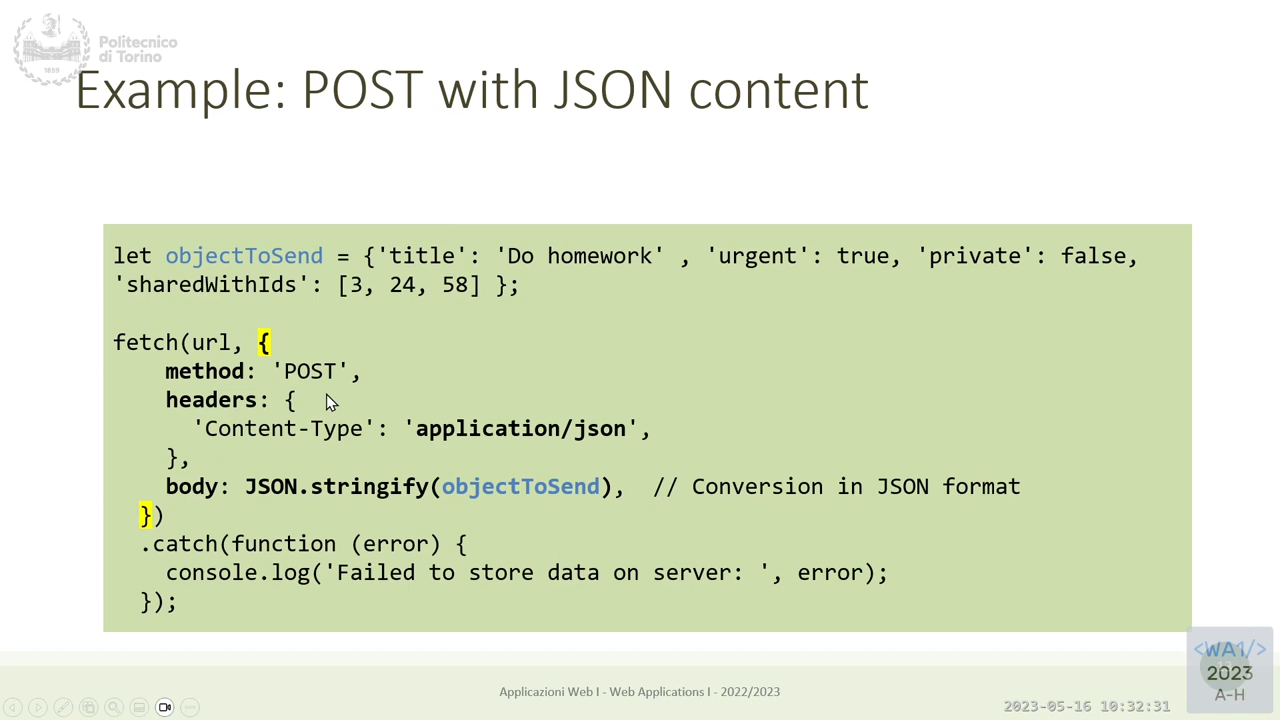 Politecnico
di Torino
1859
Example: POST with JSON content
let objectToSend = {'title': 'Do homework' , 'urgent': true, 'private': false,
'sharedWithIds': [3, 24, 58] };
fetch(url, {
method: 'POST',
headers: {
'Content-Type': 'application/json',
},
body: JSON.stringify(objectToSend), // Conversion in JSON format
})
.catch(function (error) {
console.log('Failed to store data on server: ', error);
});
Applicazioni Web I - Web Applications I - 2022/2023
2023-05-16 10:32:31
<WA1/>
2023
A-H